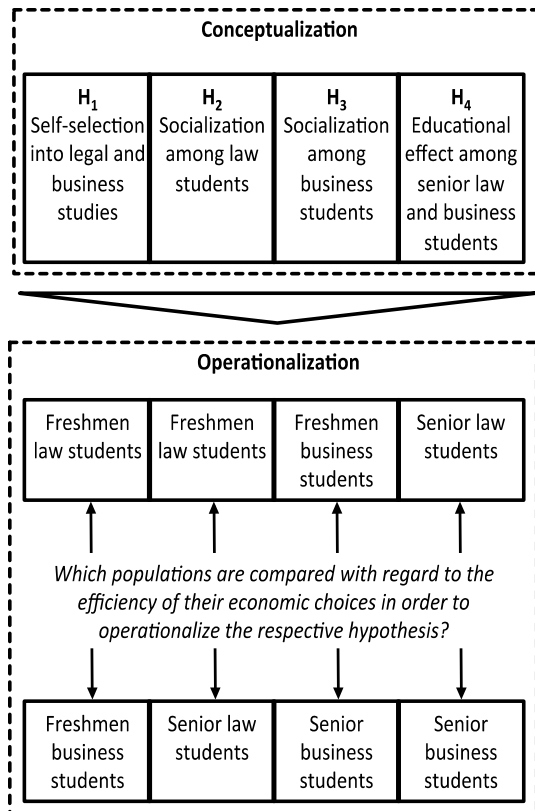 Conceptualization
H1
Self-selection
into legal and
business
studies
H2
Socialization
among law
students
H3
Socialization
among
business
students
H4
Educational
effect among
senior law
and business
students
Operationalization
Freshmen
law students
Freshmen
law students
Freshmen
business
students
Senior law
students
Which populations are compared with regard to the
efficiency of their economic choices in order to
operationalize the respective hypothesis?
Freshmen
business
students
Senior law
students
Senior
business
students
Senior
business
students